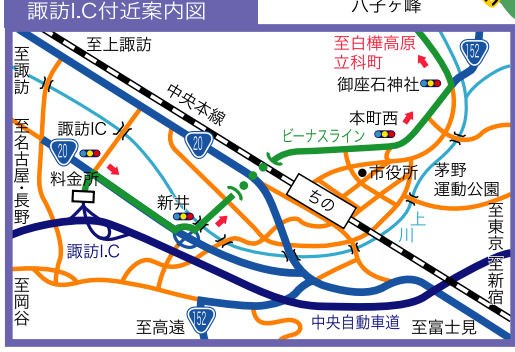 諏訪I.C付近案内図
八子ヶ峰
至上諏訪
至諏訪
中央本線
至白樺高原
立科町
152
御座石神社
本町西
ビーナスライン
至名古屋・長野
諏訪IC
20
20
料金所
新井
市役所
茅野
運動公園
ちの
上川
諏訪I.C
至東京・至新宿
至岡谷
至高遠
152
中央自動車道
至富士見